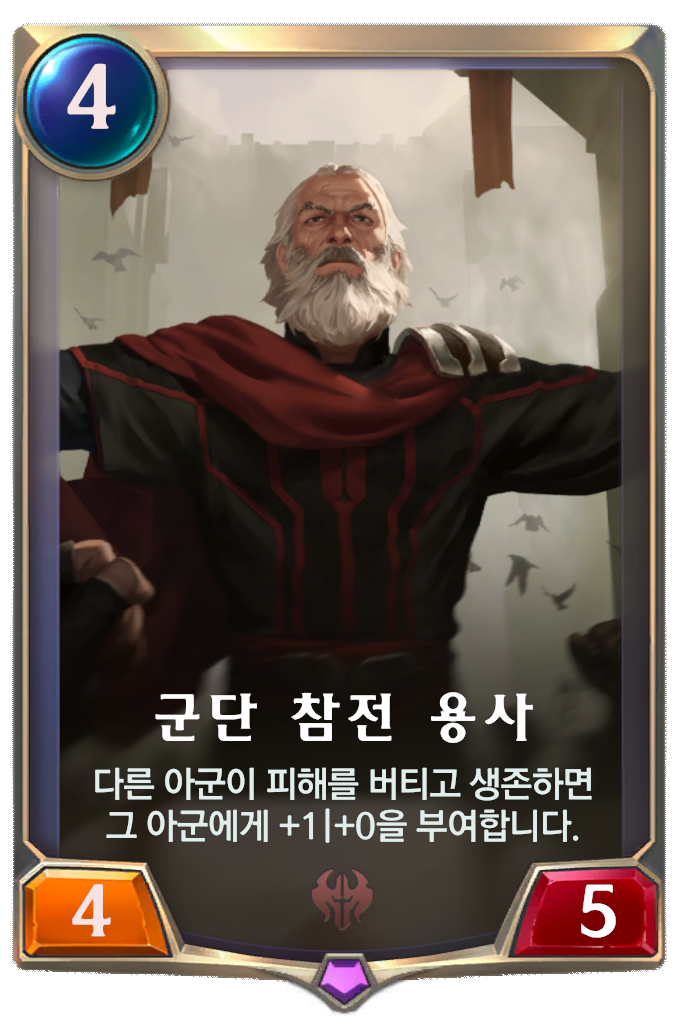 4
군단 참전 용사
다른 아군이 피해를 버티고 생존하면
그 아군에게 +1|+0을 부여합니다.
4
5